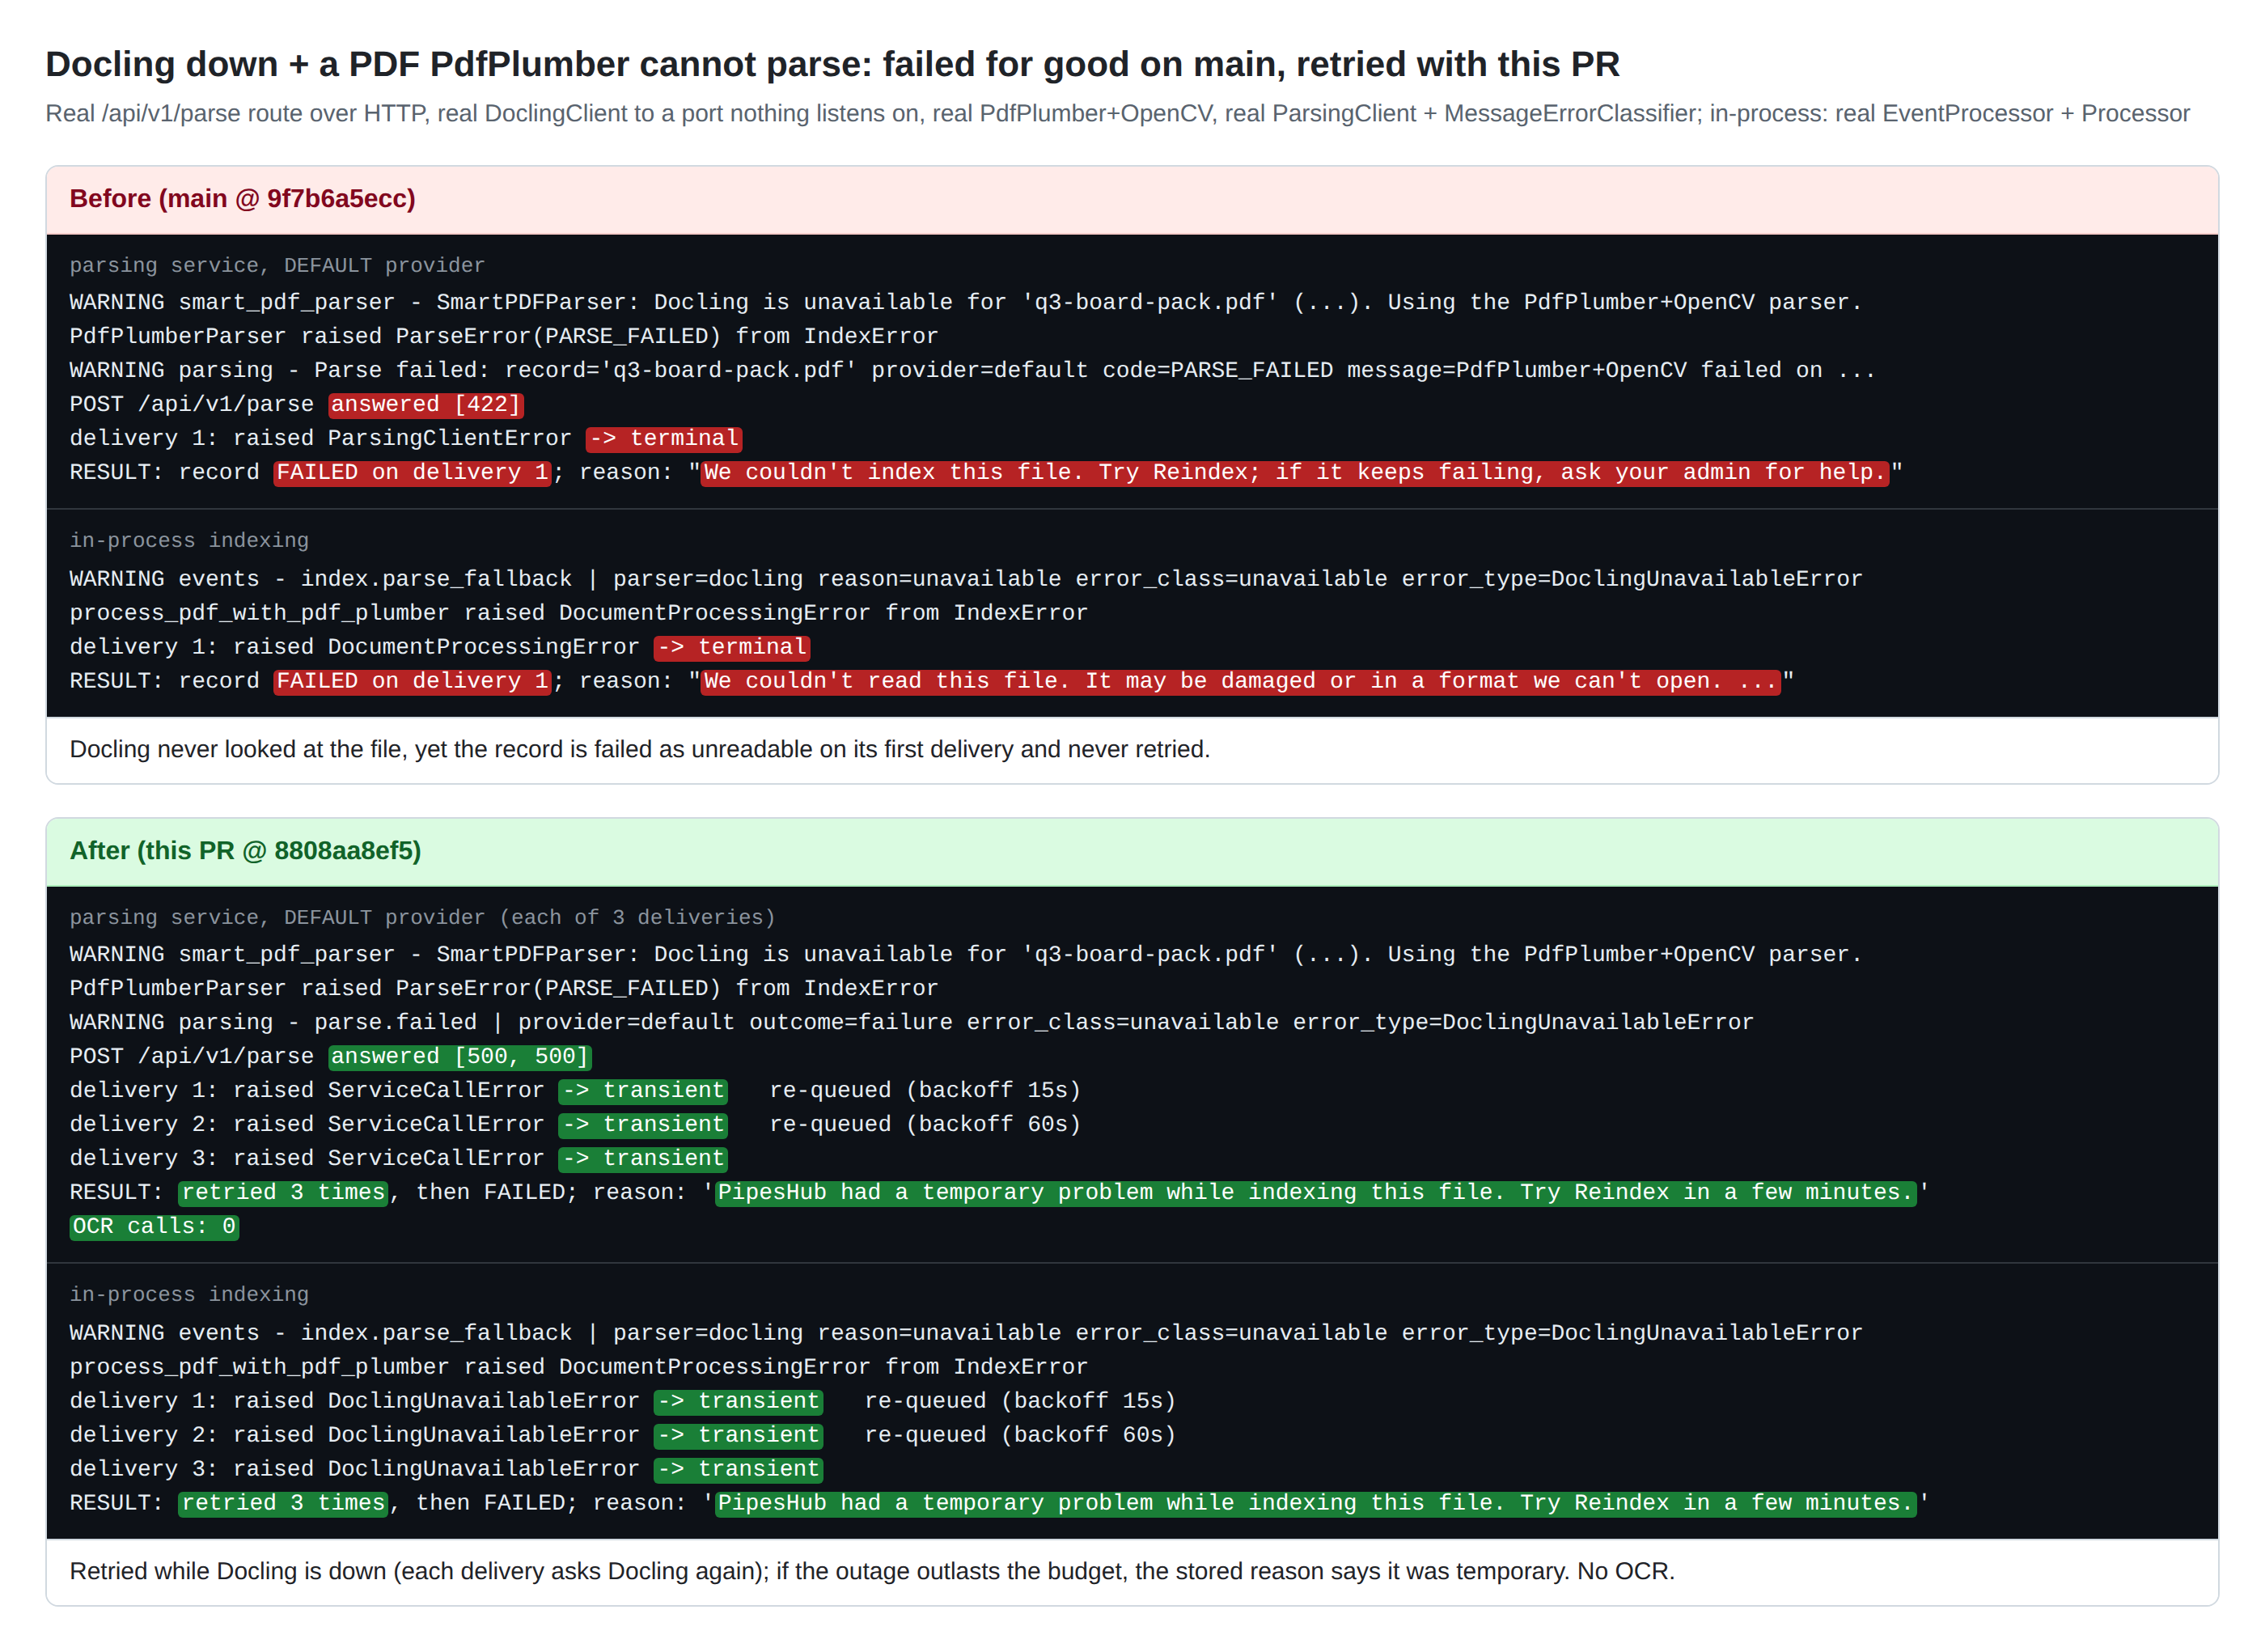 Docling down + a PDF PdfPlumber cannot parse: failed for good on main, retried with this PR
Real /api/v1/parse route over HTTP, real DoclingClient to a port nothing listens on, real PdfPlumber+OpenCV, real ParsingClient + MessageErrorClassifier; in-process: real EventProcessor + Processor
Before (main @ 9f7b6a5ecc)
parsing service, DEFAULT provider
WARNING smart_pdf_parser - SmartPDFParser: Docling is unavailable for 'q3-board-pack.pdf' (...). Using the PdfPlumber+OpenCV parser.
PdfPlumberParser raised ParseError(PARSE_FAILED) from IndexError
WARNING parsing - Parse failed: record='q3-board-pack.pdf' provider=default code=PARSE_FAILED message=PdfPlumber+OpenCV failed on ...
POST /api/v1/parse answered [422]
delivery 1: raised ParsingClientError -> terminal
RESULT: record FAILED on delivery 1; reason: "We couldn't index this file. Try Reindex; if it keeps failing, ask your admin for help."
in-process indexing
WARNING events - index.parse_fallback | parser=docling reason=unavailable error_class=unavailable error_type=DoclingUnavailableError
process_pdf_with_pdf_plumber raised DocumentProcessingError from IndexError
delivery 1: raised DocumentProcessingError -> terminal
RESULT: record FAILED on delivery 1; reason: "We couldn't read this file. It may be damaged or in a format we can't open. ..."
Docling never looked at the file, yet the record is failed as unreadable on its first delivery and never retried.
After (this PR @ 8808aa8ef5)
parsing service, DEFAULT provider (each of 3 deliveries)
WARNING smart_pdf_parser - SmartPDFParser: Docling is unavailable for 'q3-board-pack.pdf' (...). Using the PdfPlumber+OpenCV parser.
PdfPlumberParser raised ParseError(PARSE_FAILED) from IndexError
WARNING parsing - parse.failed | provider=default outcome=failure error_class=unavailable error_type=DoclingUnavailableError
POST /api/v1/parse answered [500, 500]
delivery 1: raised ServiceCallError -> transient   re-queued (backoff 15s)
delivery 2: raised ServiceCallError -> transient   re-queued (backoff 60s)
delivery 3: raised ServiceCallError -> transient
RESULT: retried 3 times, then FAILED; reason: 'PipesHub had a temporary problem while indexing this file. Try Reindex in a few minutes.'
OCR calls: 0
in-process indexing
WARNING events - index.parse_fallback | parser=docling reason=unavailable error_class=unavailable error_type=DoclingUnavailableError
process_pdf_with_pdf_plumber raised DocumentProcessingError from IndexError
delivery 1: raised DoclingUnavailableError -> transient   re-queued (backoff 15s)
delivery 2: raised DoclingUnavailableError -> transient   re-queued (backoff 60s)
delivery 3: raised DoclingUnavailableError -> transient
RESULT: retried 3 times, then FAILED; reason: 'PipesHub had a temporary problem while indexing this file. Try Reindex in a few minutes.'
Retried while Docling is down (each delivery asks Docling again); if the outage outlasts the budget, the stored reason says it was temporary. No OCR.